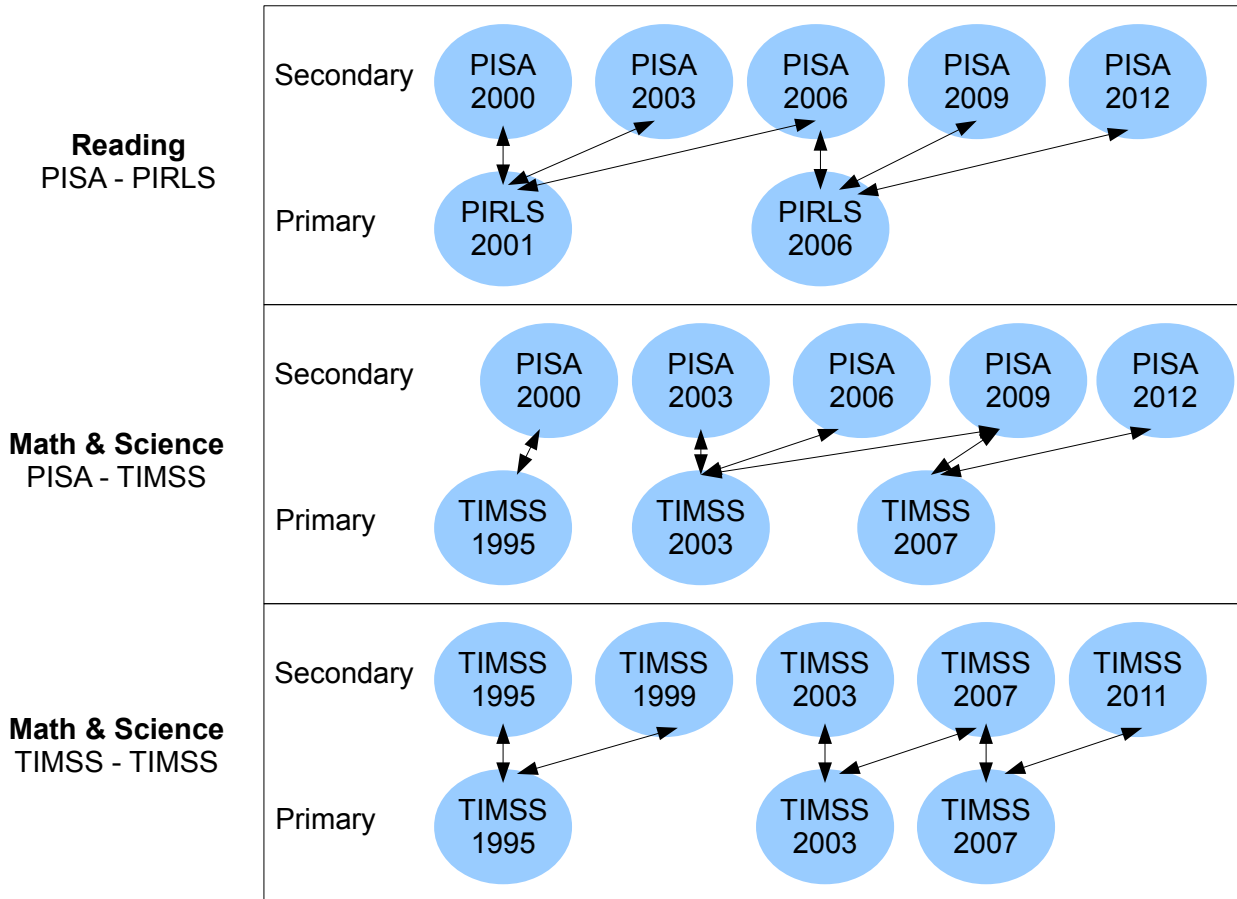 Reading
PISA - PIRLS
Secondary
PISA
2000
PISA
2003
PISA
2006
PISA
2009
PISA
2012
Primary
PIRLS
2001
PIRLS
2006
Math & Science
PISA - TIMSS
Secondary
PISA
2000
PISA
2003
PISA
2006
PISA
2009
PISA
2012
Primary
TIMSS
1995
TIMSS
2003
TIMSS
2007
Math & Science
TIMSS - TIMSS
Secondary
TIMSS
1995
TIMSS
1999
TIMSS
2003
TIMSS
2007
TIMSS
2011
Primary
TIMSS
1995
TIMSS
2003
TIMSS
2007